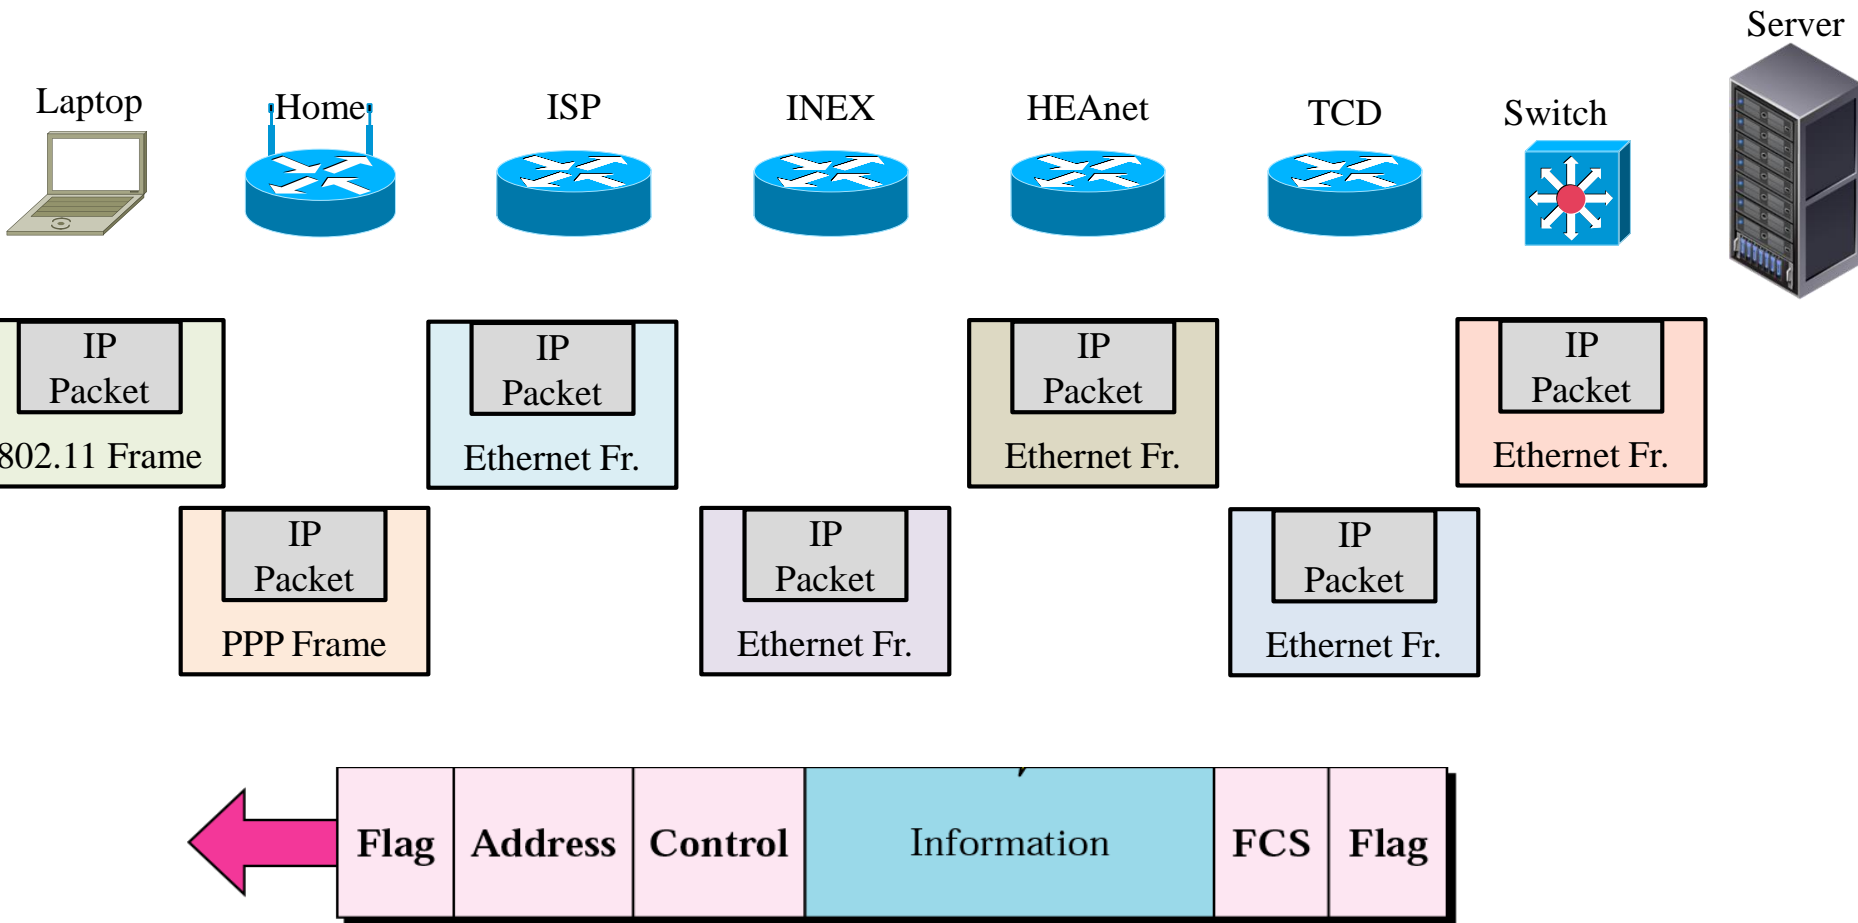 Server
Laptop
Home
ISP
INEX
HEAnet
TCD
Switch
IP
Packet
802.11 Frame
IP
Packet
Ethernet Fr.
IP
Packet
Ethernet Fr.
IP
Packet
Ethernet Fr.
IP
Packet
PPP Frame
IP
Packet
Ethernet Fr.
IP
Packet
Ethernet Fr.
Flag Address Control Information FCS Flag